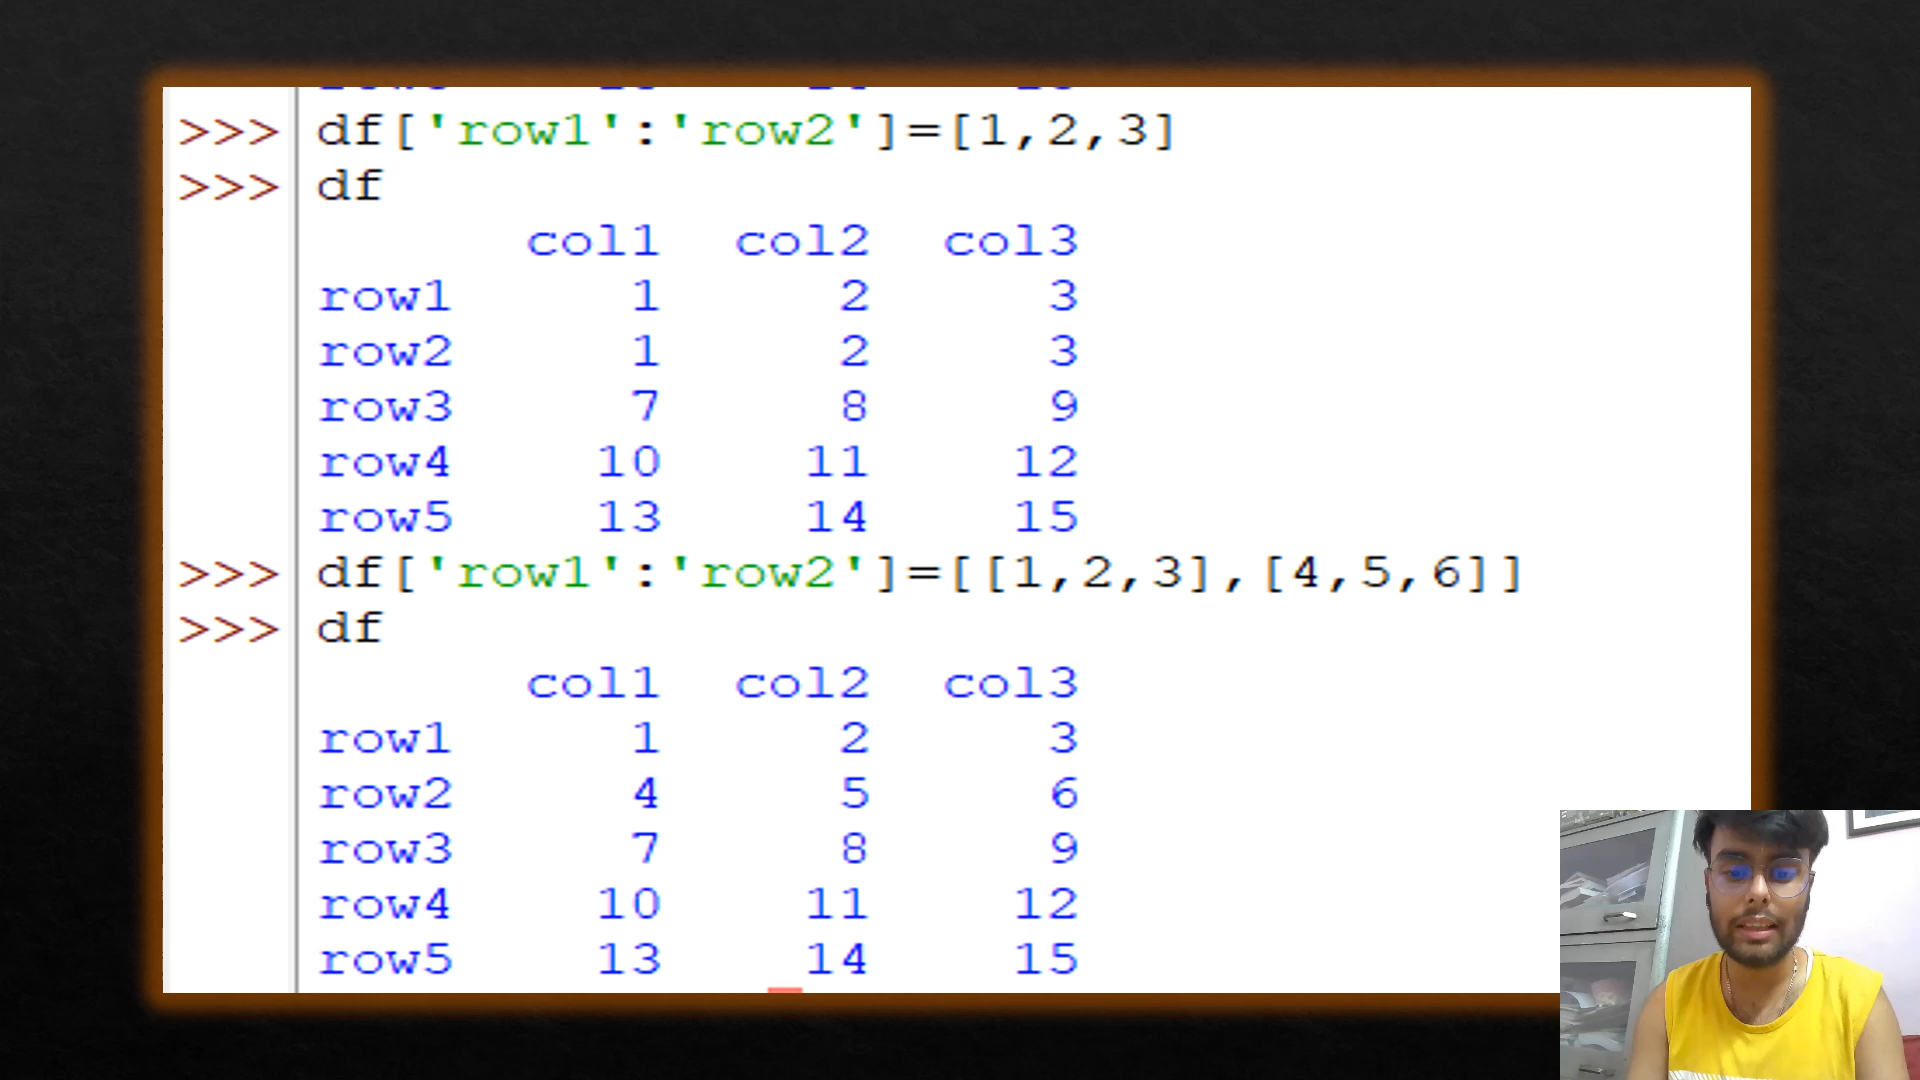 >>> df['row1':'row2']=[1,2,3]
>>> df
col1 col2 col3
row1 1 2 3
row2 1 2 3
row3 7 8 9
row4 10 11 12
row5 13 14 15
>>> df['row1':'row2']=[[1,2,3],[4,5,6]]
>>> df
col1 col2 col3
row1 1 2 3
row2 4 5 6
row3 7 8 9
row4 10 11 12
row5 13 14 15